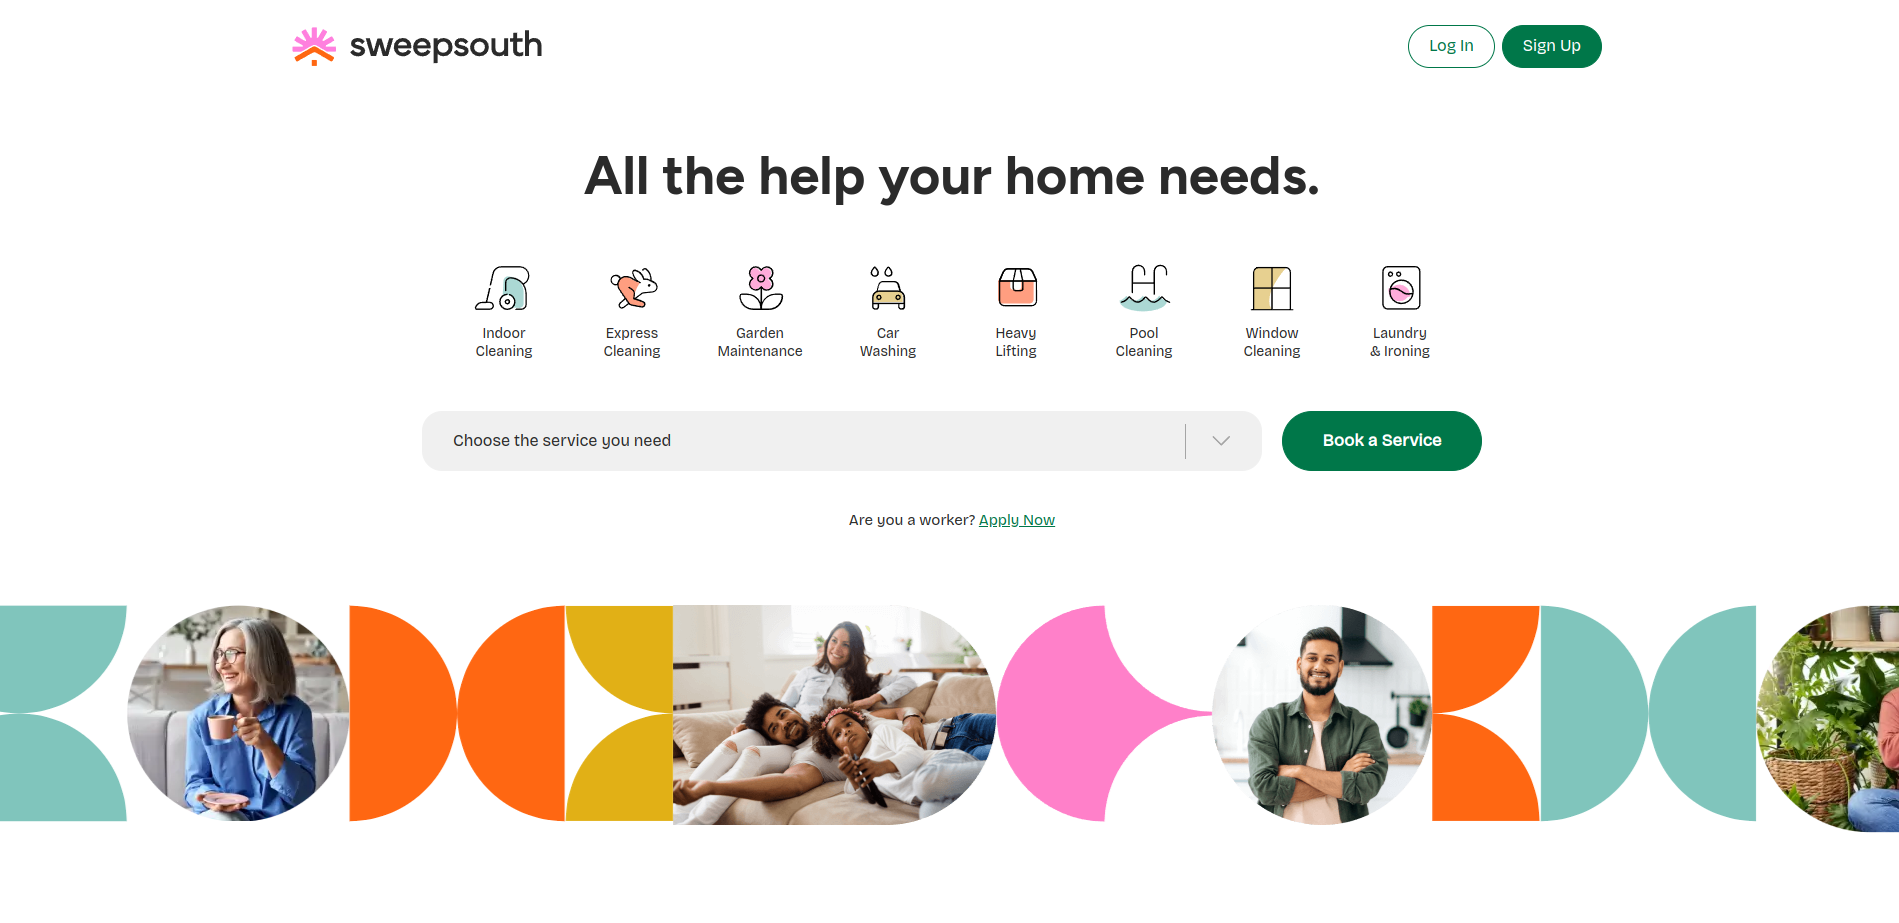 sweepsouth
Log In
Sign Up
All the help your home needs.
Indoor
Cleaning
Express
Cleaning
Garden
Maintenance
Car
Washing
Heavy
Lifting
Pool
Cleaning
Window
Cleaning
Laundry
& Ironing
Choose the service you need
Book a Service
Are you a worker? Apply Now